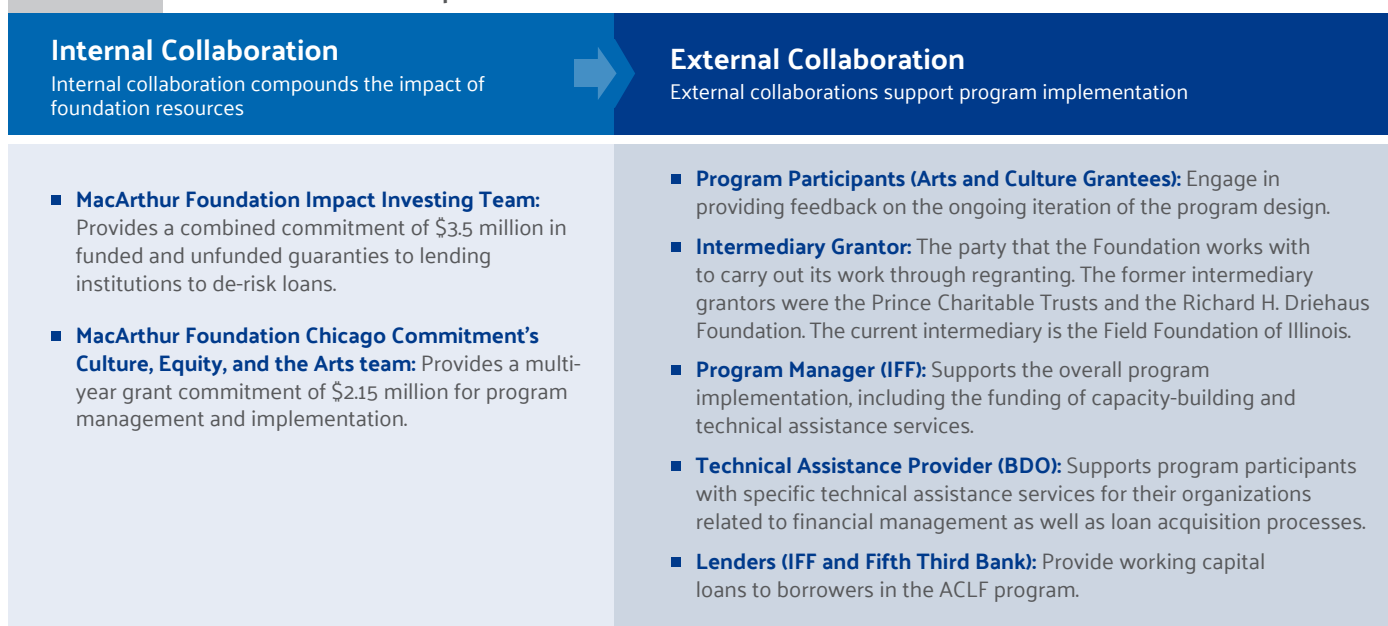 Internal Collaboration
Internal collaboration compounds the impact of
foundation resources
External Collaboration
External collaborations support program implementation
▪ MacArthur Foundation Impact Investing Team:
Provides a combined commitment of $3.5 million in
funded and unfunded guaranties to lending
institutions to de-risk loans.
▪ MacArthur Foundation Chicago Commitment’s
Culture, Equity, and the Arts team: Provides a multi-
year grant commitment of $2.15 million for program
management and implementation.
▪ Program Participants (Arts and Culture Grantees): Engage in
providing feedback on the ongoing iteration of the program design.
▪ Intermediary Grantor: The party that the Foundation works with
to carry out its work through regranting. The former intermediary
grantors were the Prince Charitable Trusts and the Richard H. Driehaus
Foundation. The current intermediary is the Field Foundation of Illinois.
▪ Program Manager (IFF): Supports the overall program
implementation, including the funding of capacity-building and
technical assistance services.
▪ Technical Assistance Provider (BDO): Supports program participants
with specific technical assistance services for their organizations
related to financial management as well as loan acquisition processes.
▪ Lenders (IFF and Fifth Third Bank): Provide working capital
loans to borrowers in the ACLF program.